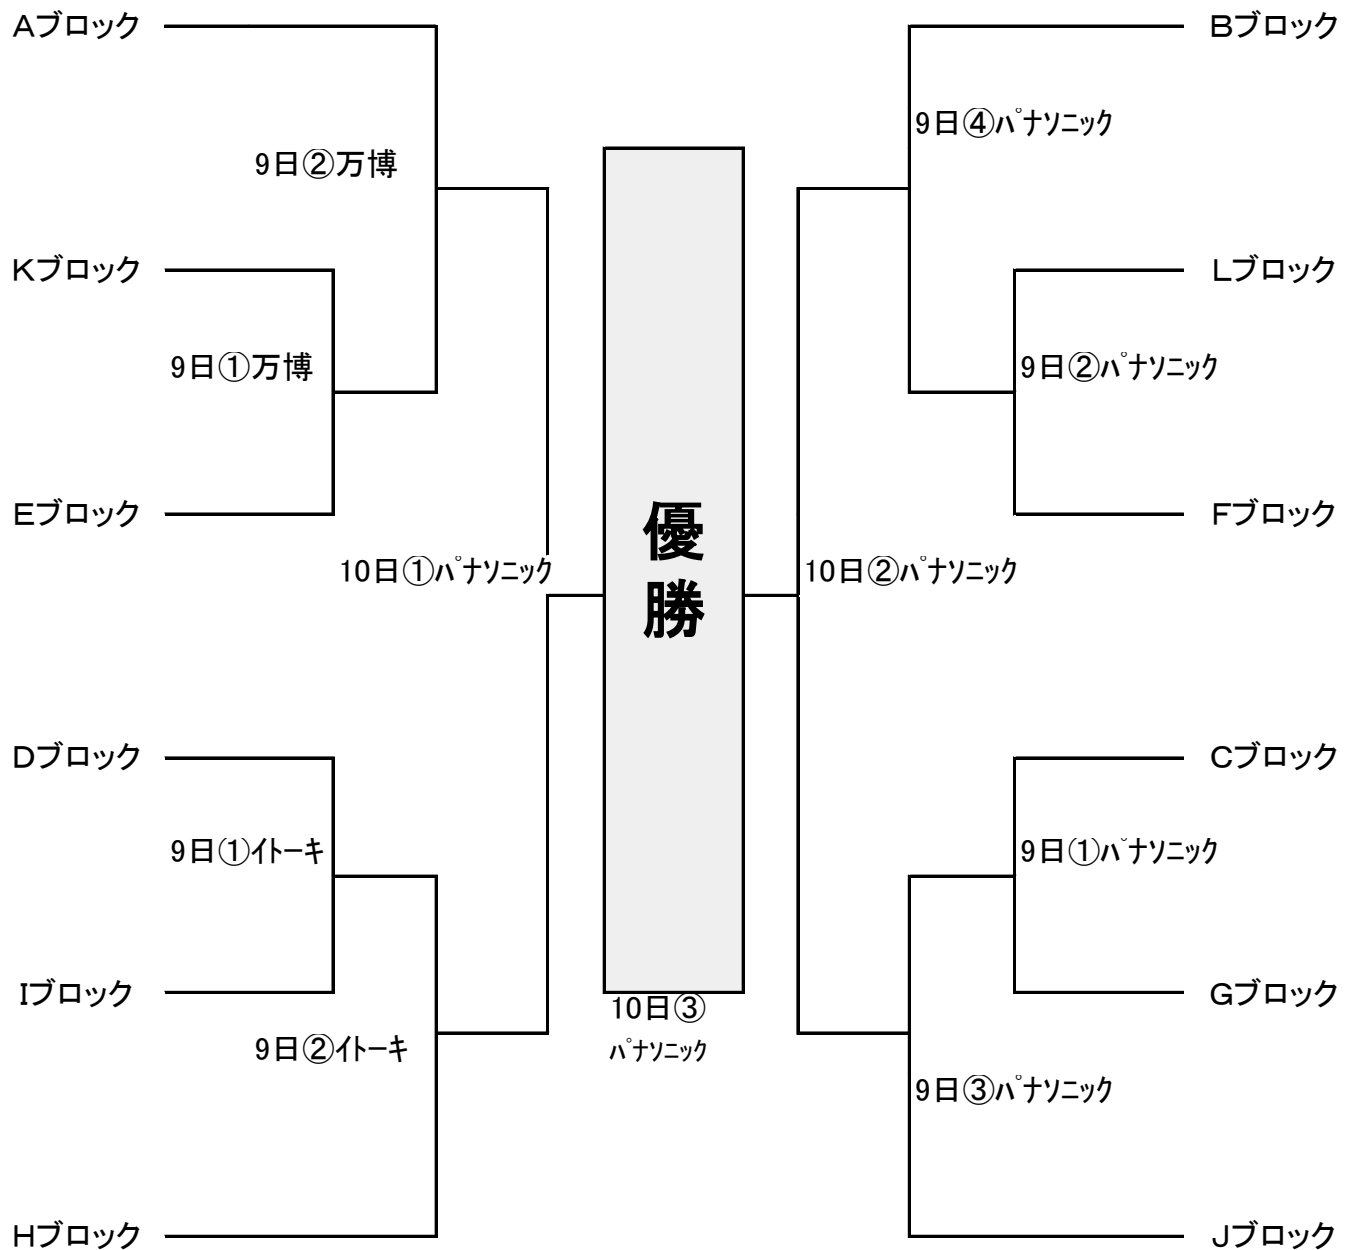 Aブロック
Bブロック
9日④パナソニック
9日②万博
Kブロック
Lブロック
9日①万博
9日②パナソニック
Eブロック
Fブロック
優
勝
10日①パナソニック
10日②パナソニック
Dブロック
Cブロック
9日①イトーキ
9日①パナソニック
Iブロック
Gブロック
10日③
パナソニック
9日②イトーキ
9日③パナソニック
Hブロック
Jブロック